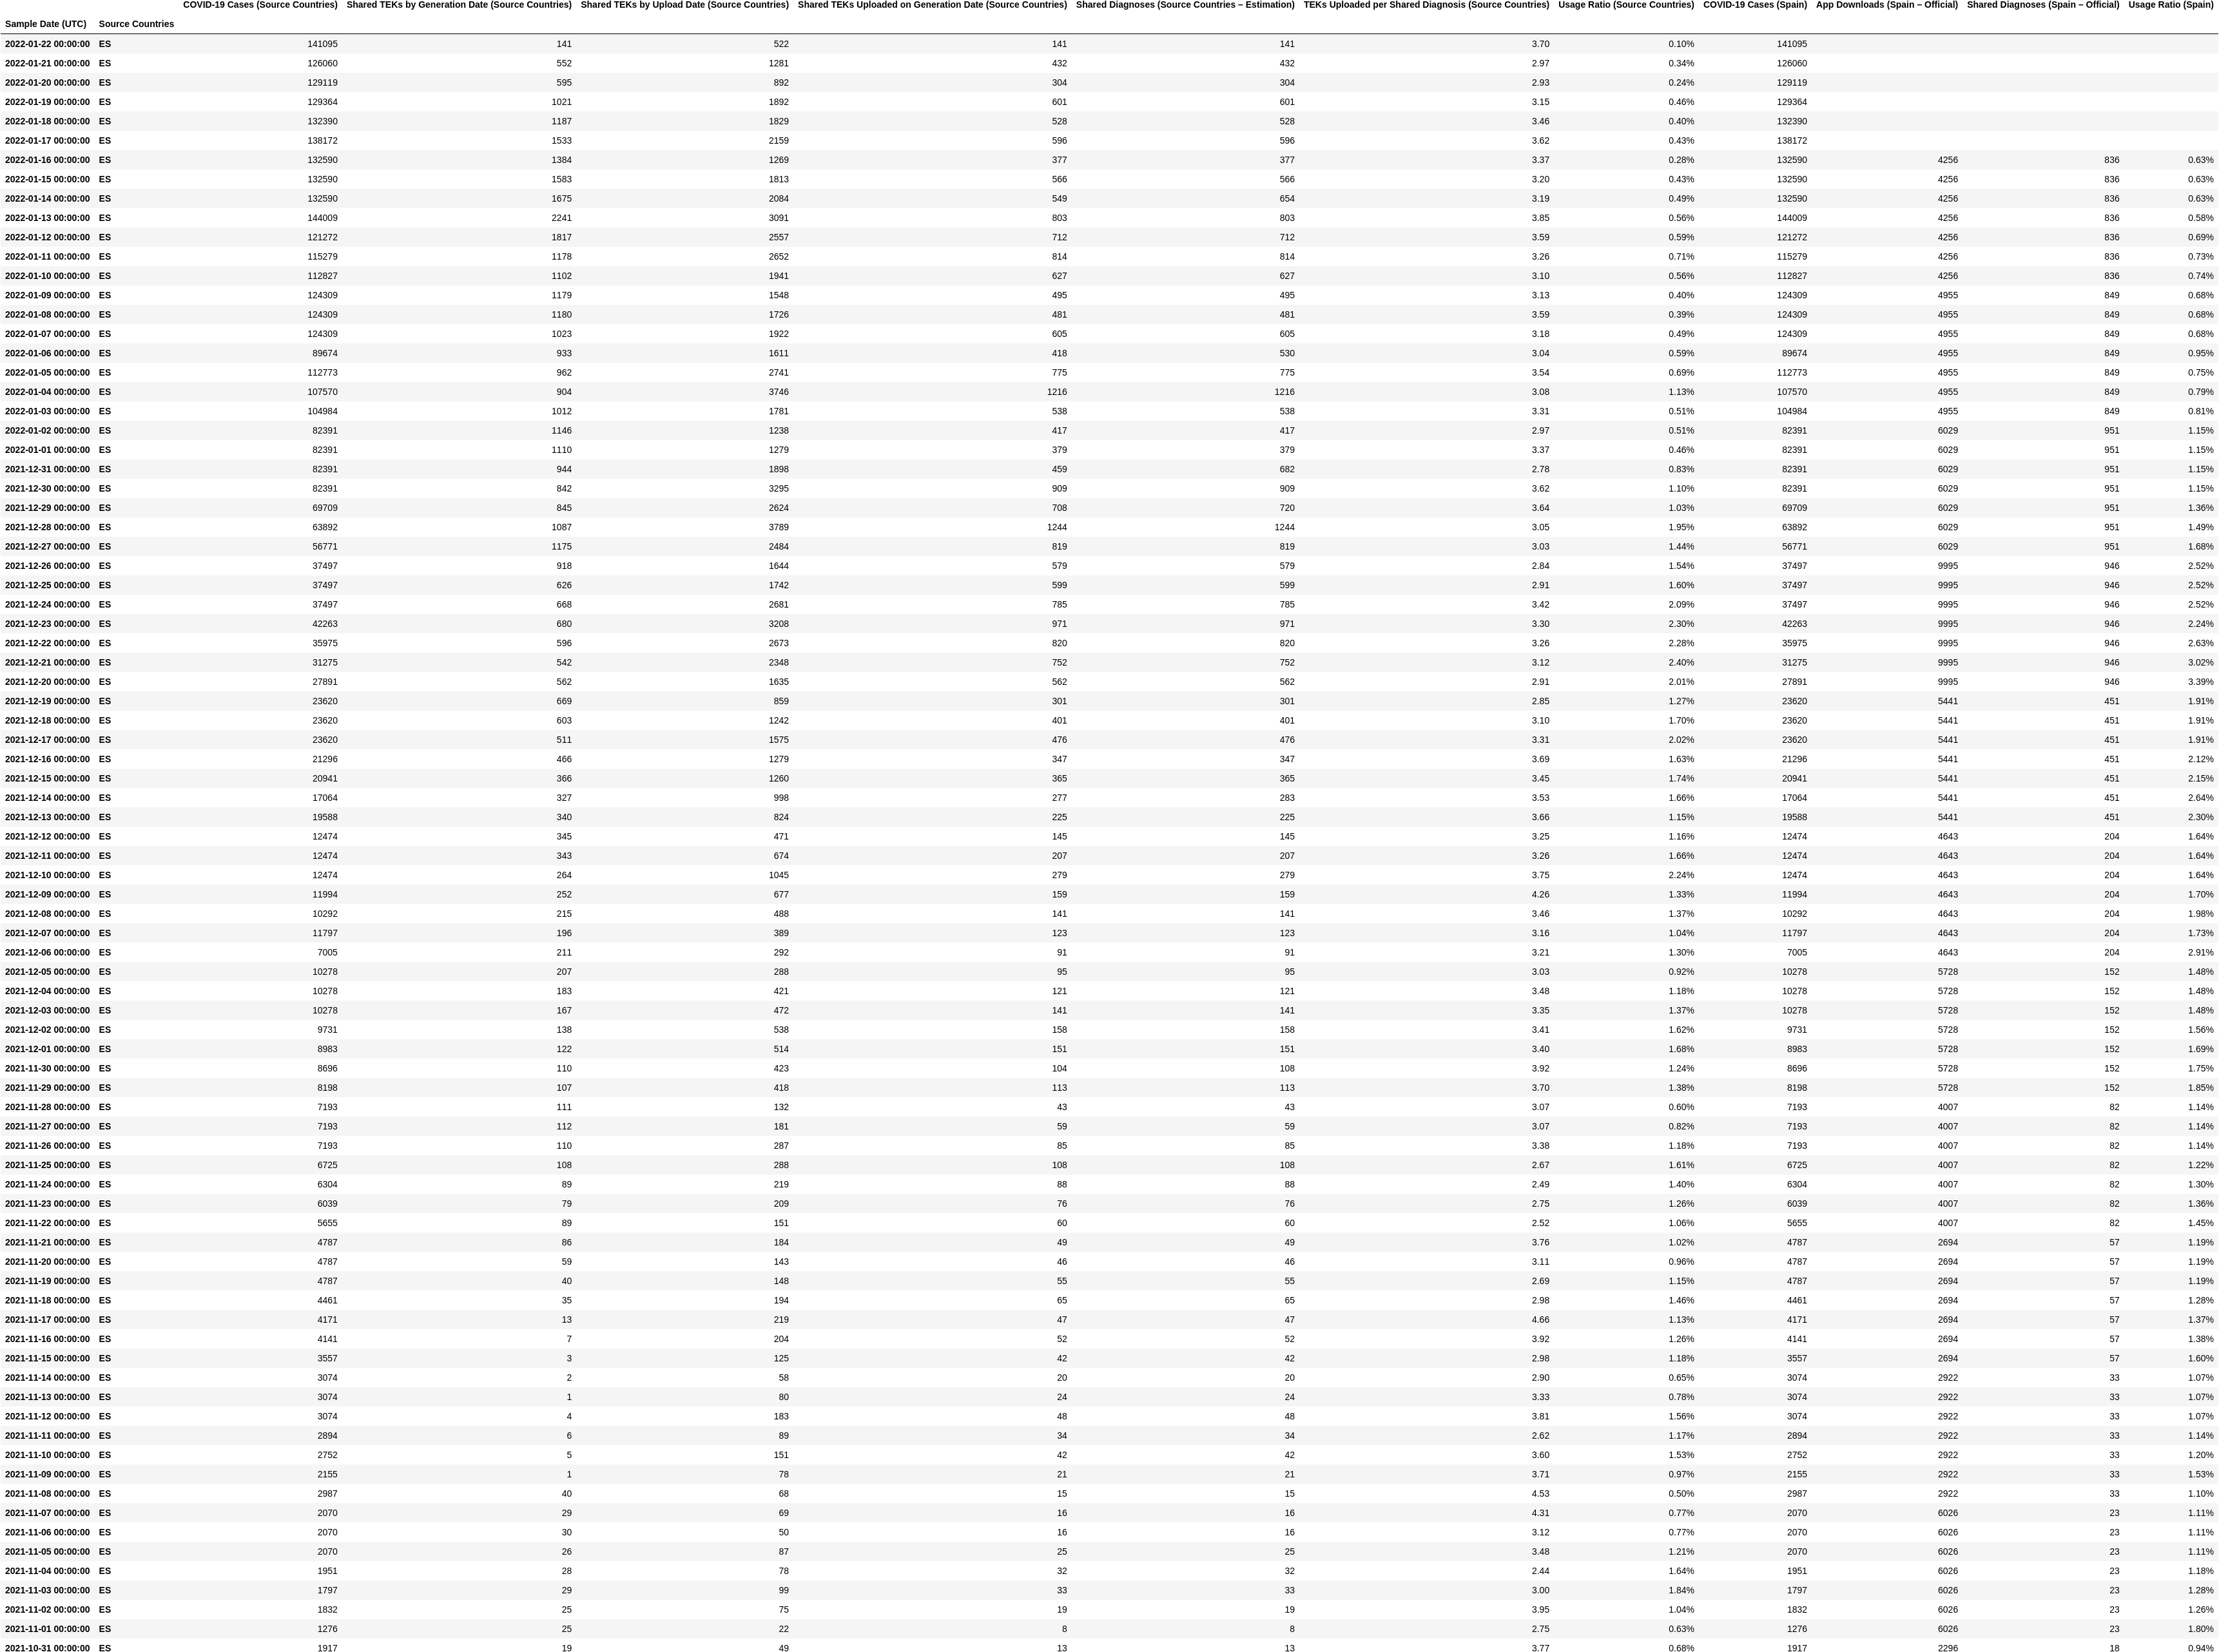 COVID-19 Cases (Source Countries) Shared TEKs by Generation Date (Source Countries) Shared TEKs by Upload Date (Source Countries) Shared TEKs Uploaded on Generation Date (Source Countries) Shared Diagnoses (Source Countries – Estimation) TEKs Uploaded per Shared Diagnosis (Source Countries) Usage Ratio (Source Countries) COVID-19 Cases (Spain) App Downloads (Spain – Official) Shared Diagnoses (Spain – Official) Usage Ratio (Spain)
Sample Date (UTC) Source Countries
2022-01-22 00:00:00 ES 141095 141 522 141 141 3.70 0.10% 141095
2022-01-21 00:00:00 ES 126060 552 1281 432 432 2.97 0.34% 126060
2022-01-20 00:00:00 ES 129119 595 892 304 304 2.93 0.24% 129119
2022-01-19 00:00:00 ES 129364 1021 1892 601 601 3.15 0.46% 129364
2022-01-18 00:00:00 ES 132390 1187 1829 528 528 3.46 0.40% 132390
2022-01-17 00:00:00 ES 138172 1533 2159 596 596 3.62 0.43% 138172
2022-01-16 00:00:00 ES 132590 1384 1269 377 377 3.37 0.28% 132590 4256 836 0.63%
2022-01-15 00:00:00 ES 132590 1583 1813 566 566 3.20 0.43% 132590 4256 836 0.63%
2022-01-14 00:00:00 ES 132590 1675 2084 549 654 3.19 0.49% 132590 4256 836 0.63%
2022-01-13 00:00:00 ES 144009 2241 3091 803 803 3.85 0.56% 144009 4256 836 0.58%
2022-01-12 00:00:00 ES 121272 1817 2557 712 712 3.59 0.59% 121272 4256 836 0.69%
2022-01-11 00:00:00 ES 115279 1178 2652 814 814 3.26 0.71% 115279 4256 836 0.73%
2022-01-10 00:00:00 ES 112827 1102 1941 627 627 3.10 0.56% 112827 4256 836 0.74%
2022-01-09 00:00:00 ES 124309 1179 1548 495 495 3.13 0.40% 124309 4955 849 0.68%
2022-01-08 00:00:00 ES 124309 1180 1726 481 481 3.59 0.39% 124309 4955 849 0.68%
2022-01-07 00:00:00 ES 124309 1023 1922 605 605 3.18 0.49% 124309 4955 849 0.68%
2022-01-06 00:00:00 ES 89674 933 1611 418 530 3.04 0.59% 89674 4955 849 0.95%
2022-01-05 00:00:00 ES 112773 962 2741 775 775 3.54 0.69% 112773 4955 849 0.75%
2022-01-04 00:00:00 ES 107570 904 3746 1216 1216 3.08 1.13% 107570 4955 849 0.79%
2022-01-03 00:00:00 ES 104984 1012 1781 538 538 3.31 0.51% 104984 4955 849 0.81%
2022-01-02 00:00:00 ES 82391 1146 1238 417 417 2.97 0.51% 82391 6029 951 1.15%
2022-01-01 00:00:00 ES 82391 1110 1279 379 379 3.37 0.46% 82391 6029 951 1.15%
2021-12-31 00:00:00 ES 82391 944 1898 459 682 2.78 0.83% 82391 6029 951 1.15%
2021-12-30 00:00:00 ES 82391 842 3295 909 909 3.62 1.10% 82391 6029 951 1.15%
2021-12-29 00:00:00 ES 69709 845 2624 708 720 3.64 1.03% 69709 6029 951 1.36%
2021-12-28 00:00:00 ES 63892 1087 3789 1244 1244 3.05 1.95% 63892 6029 951 1.49%
2021-12-27 00:00:00 ES 56771 1175 2484 819 819 3.03 1.44% 56771 6029 951 1.68%
2021-12-26 00:00:00 ES 37497 918 1644 579 579 2.84 1.54% 37497 9995 946 2.52%
2021-12-25 00:00:00 ES 37497 626 1742 599 599 2.91 1.60% 37497 9995 946 2.52%
2021-12-24 00:00:00 ES 37497 668 2681 785 785 3.42 2.09% 37497 9995 946 2.52%
2021-12-23 00:00:00 ES 42263 680 3208 971 971 3.30 2.30% 42263 9995 946 2.24%
2021-12-22 00:00:00 ES 35975 596 2673 820 820 3.26 2.28% 35975 9995 946 2.63%
2021-12-21 00:00:00 ES 31275 542 2348 752 752 3.12 2.40% 31275 9995 946 3.02%
2021-12-20 00:00:00 ES 27891 562 1635 562 562 2.91 2.01% 27891 9995 946 3.39%
2021-12-19 00:00:00 ES 23620 669 859 301 301 2.85 1.27% 23620 5441 451 1.91%
2021-12-18 00:00:00 ES 23620 603 1242 401 401 3.10 1.70% 23620 5441 451 1.91%
2021-12-17 00:00:00 ES 23620 511 1575 476 476 3.31 2.02% 23620 5441 451 1.91%
2021-12-16 00:00:00 ES 21296 466 1279 347 347 3.69 1.63% 21296 5441 451 2.12%
2021-12-15 00:00:00 ES 20941 366 1260 365 365 3.45 1.74% 20941 5441 451 2.15%
2021-12-14 00:00:00 ES 17064 327 998 277 283 3.53 1.66% 17064 5441 451 2.64%
2021-12-13 00:00:00 ES 19588 340 824 225 225 3.66 1.15% 19588 5441 451 2.30%
2021-12-12 00:00:00 ES 12474 345 471 145 145 3.25 1.16% 12474 4643 204 1.64%
2021-12-11 00:00:00 ES 12474 343 674 207 207 3.26 1.66% 12474 4643 204 1.64%
2021-12-10 00:00:00 ES 12474 264 1045 279 279 3.75 2.24% 12474 4643 204 1.64%
2021-12-09 00:00:00 ES 11994 252 677 159 159 4.26 1.33% 11994 4643 204 1.70%
2021-12-08 00:00:00 ES 10292 215 488 141 141 3.46 1.37% 10292 4643 204 1.98%
2021-12-07 00:00:00 ES 11797 196 389 123 123 3.16 1.04% 11797 4643 204 1.73%
2021-12-06 00:00:00 ES 7005 211 292 91 91 3.21 1.30% 7005 4643 204 2.91%
2021-12-05 00:00:00 ES 10278 207 288 95 95 3.03 0.92% 10278 5728 152 1.48%
2021-12-04 00:00:00 ES 10278 183 421 121 121 3.48 1.18% 10278 5728 152 1.48%
2021-12-03 00:00:00 ES 10278 167 472 141 141 3.35 1.37% 10278 5728 152 1.48%
2021-12-02 00:00:00 ES 9731 138 538 158 158 3.41 1.62% 9731 5728 152 1.56%
2021-12-01 00:00:00 ES 8983 122 514 151 151 3.40 1.68% 8983 5728 152 1.69%
2021-11-30 00:00:00 ES 8696 110 423 104 108 3.92 1.24% 8696 5728 152 1.75%
2021-11-29 00:00:00 ES 8198 107 418 113 113 3.70 1.38% 8198 5728 152 1.85%
2021-11-28 00:00:00 ES 7193 111 132 43 43 3.07 0.60% 7193 4007 82 1.14%
2021-11-27 00:00:00 ES 7193 112 181 59 59 3.07 0.82% 7193 4007 82 1.14%
2021-11-26 00:00:00 ES 7193 110 287 85 85 3.38 1.18% 7193 4007 82 1.14%
2021-11-25 00:00:00 ES 6725 108 288 108 108 2.67 1.61% 6725 4007 82 1.22%
2021-11-24 00:00:00 ES 6304 89 219 88 88 2.49 1.40% 6304 4007 82 1.30%
2021-11-23 00:00:00 ES 6039 79 209 76 76 2.75 1.26% 6039 4007 82 1.36%
2021-11-22 00:00:00 ES 5655 89 151 60 60 2.52 1.06% 5655 4007 82 1.45%
2021-11-21 00:00:00 ES 4787 86 184 49 49 3.76 1.02% 4787 2694 57 1.19%
2021-11-20 00:00:00 ES 4787 59 143 46 46 3.11 0.96% 4787 2694 57 1.19%
2021-11-19 00:00:00 ES 4787 40 148 55 55 2.69 1.15% 4787 2694 57 1.19%
2021-11-18 00:00:00 ES 4461 35 194 65 65 2.98 1.46% 4461 2694 57 1.28%
2021-11-17 00:00:00 ES 4171 13 219 47 47 4.66 1.13% 4171 2694 57 1.37%
2021-11-16 00:00:00 ES 4141 7 204 52 52 3.92 1.26% 4141 2694 57 1.38%
2021-11-15 00:00:00 ES 3557 3 125 42 42 2.98 1.18% 3557 2694 57 1.60%
2021-11-14 00:00:00 ES 3074 2 58 20 20 2.90 0.65% 3074 2922 33 1.07%
2021-11-13 00:00:00 ES 3074 1 80 24 24 3.33 0.78% 3074 2922 33 1.07%
2021-11-12 00:00:00 ES 3074 4 183 48 48 3.81 1.56% 3074 2922 33 1.07%
2021-11-11 00:00:00 ES 2894 6 89 34 34 2.62 1.17% 2894 2922 33 1.14%
2021-11-10 00:00:00 ES 2752 5 151 42 42 3.60 1.53% 2752 2922 33 1.20%
2021-11-09 00:00:00 ES 2155 1 78 21 21 3.71 0.97% 2155 2922 33 1.53%
2021-11-08 00:00:00 ES 2987 40 68 15 15 4.53 0.50% 2987 2922 33 1.10%
2021-11-07 00:00:00 ES 2070 29 69 16 16 4.31 0.77% 2070 6026 23 1.11%
2021-11-06 00:00:00 ES 2070 30 50 16 16 3.12 0.77% 2070 6026 23 1.11%
2021-11-05 00:00:00 ES 2070 26 87 25 25 3.48 1.21% 2070 6026 23 1.11%
2021-11-04 00:00:00 ES 1951 28 78 32 32 2.44 1.64% 1951 6026 23 1.18%
2021-11-03 00:00:00 ES 1797 29 99 33 33 3.00 1.84% 1797 6026 23 1.28%
2021-11-02 00:00:00 ES 1832 25 75 19 19 3.95 1.04% 1832 6026 23 1.26%
2021-11-01 00:00:00 ES 1276 25 22 8 8 2.75 0.63% 1276 6026 23 1.80%
2021-10-31 00:00:00 ES 1917 19 49 13 13 3.77 0.68% 1917 2296 18 0.94%